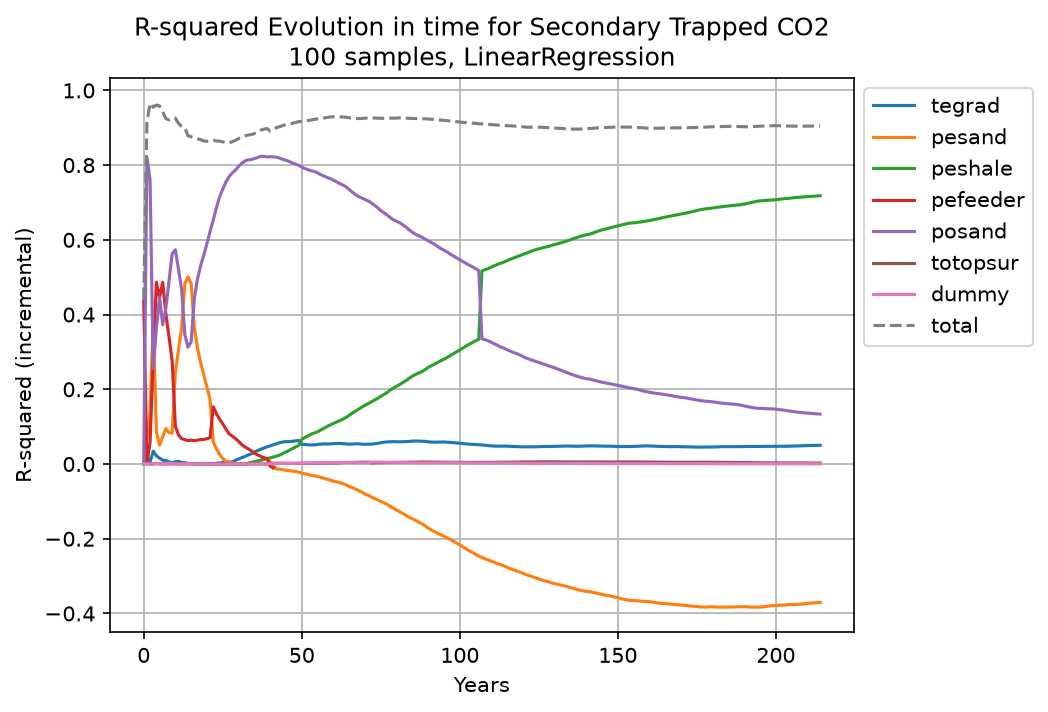 R-squared Evolution in time for Secondary Trapped CO2
100 samples, LinearRegression
R-squared (incremental)
1.0
0.8
0.6
0.4
0.2
0.0
−0.2
−0.4
0 50 100 150 200
Years
tegrad
pesand
peshale
pefeeder
posand
totopsur
dummy
total